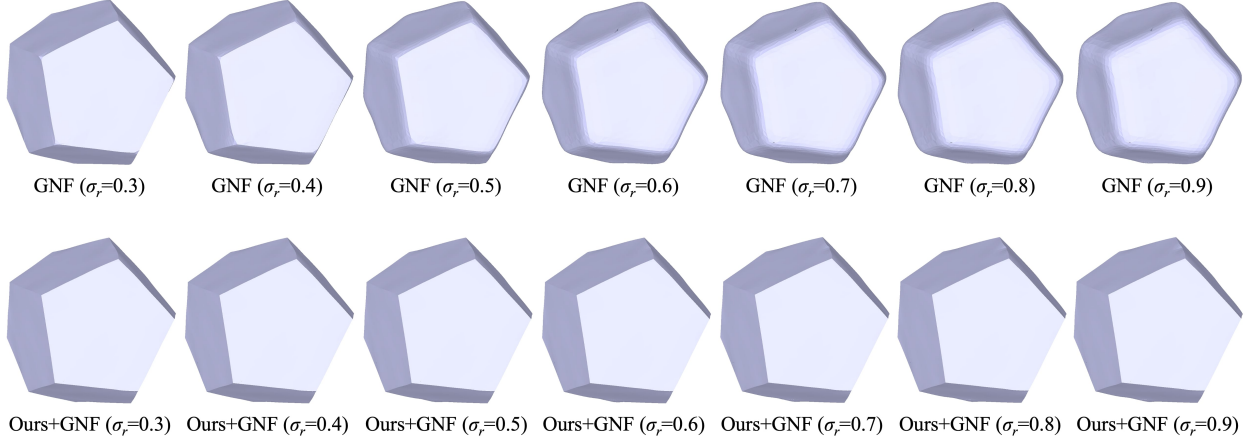 GNF (σr=0.3) GNF (σr=0.4) GNF (σr=0.5) GNF (σr=0.6) GNF (σr=0.7) GNF (σr=0.8) GNF (σr=0.9)
Ours+GNF (σr=0.3) Ours+GNF (σr=0.4) Ours+GNF (σr=0.5) Ours+GNF (σr=0.6) Ours+GNF (σr=0.7) Ours+GNF (σr=0.8) Ours+GNF (σr=0.9)